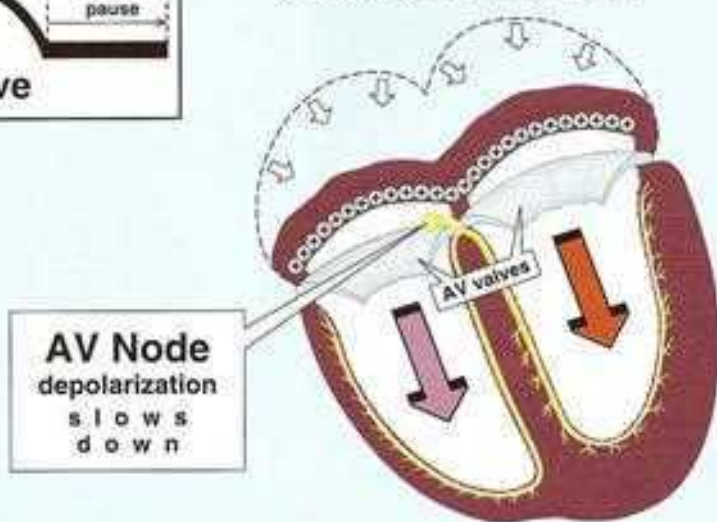 pause
ve
AV valves
AV Node
depolarization
s l o w s
d o w n